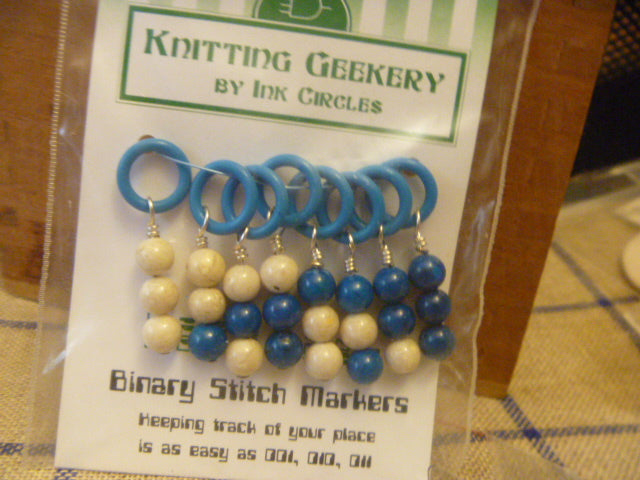 KNITTING GEEKERY
BY INK CIRCLES
Binary Stitch Markers
Keeping track of your place
is as easy as 001, 010, 011